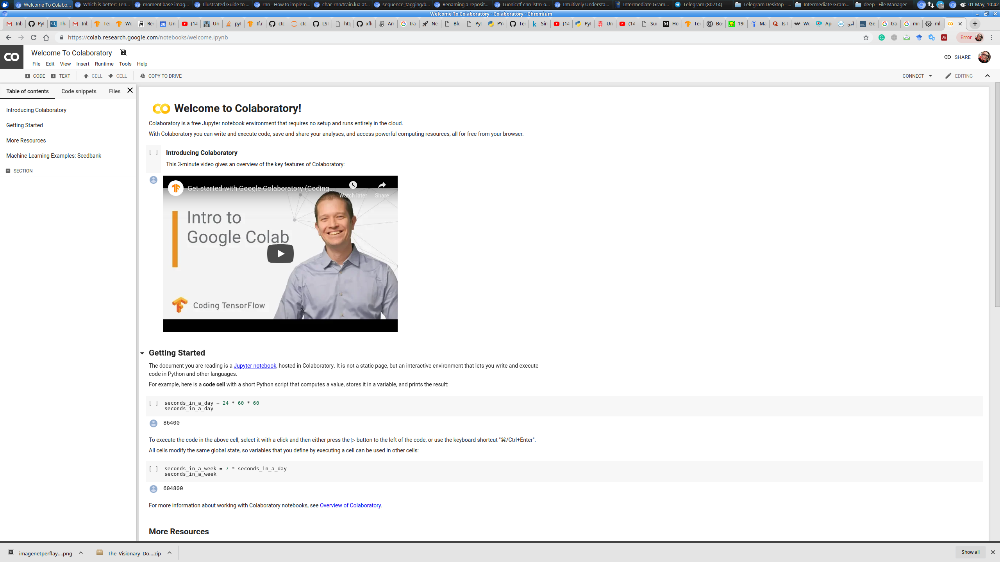 Welcome To Colabo...
Which is better: Ten...
moment base imag...
Illustrated Guide to ...
rnn - How to implem...
char-rnn/train.lua at...
sequence_tagging/b...
Renaming a reposit...
Luonic/tf-cnn-lstm-o...
Intuitively Understa...
Intermediate Gram...
Telegram (80714)
Telegram Desktop - ...
Intermediate Gram...
deep - File Manager
01 May, 10:42
Welcome To Colaboratory - Colaboratory - Chromium
https://colab.research.google.com/notebooks/welcome.ipynb
Error
Welcome To Colaboratory
SHARE
File Edit View Insert Runtime Tools Help
CODE TEXT CELL CELL COPY TO DRIVE
CONNECT EDITING
Table of contents Code snippets Files
Introducing Colaboratory
Getting Started
More Resources
Machine Learning Examples: Seedbank
SECTION
Welcome to Colaboratory!
Colaboratory is a free Jupyter notebook environment that requires no setup and runs entirely in the cloud.
With Colaboratory you can write and execute code, save and share your analyses, and access powerful computing resources, all for free from your browser.
[ ] Introducing Colaboratory
This 3-minute video gives an overview of the key features of Colaboratory:
Get started with Google Colaboratory (Coding...
Watch later Share
Intro to
Google Colab
Coding TensorFlow
Getting Started
The document you are reading is a Jupyter notebook, hosted in Colaboratory. It is not a static page, but an interactive environment that lets you write and execute
code in Python and other languages.
For example, here is a code cell with a short Python script that computes a value, stores it in a variable, and prints the result:
[ ] seconds_in_a_day = 24 * 60 * 60
seconds_in_a_day
86400
To execute the code in the above cell, select it with a click and then either press the ▷ button to the left of the code, or use the keyboard shortcut "⌘/Ctrl+Enter".
All cells modify the same global state, so variables that you define by executing a cell can be used in other cells:
[ ] seconds_in_a_week = 7 * seconds_in_a_day
seconds_in_a_week
604800
For more information about working with Colaboratory notebooks, see Overview of Colaboratory.
More Resources
imagenetperflay....png
The_Visionary_Do....zip
Show all